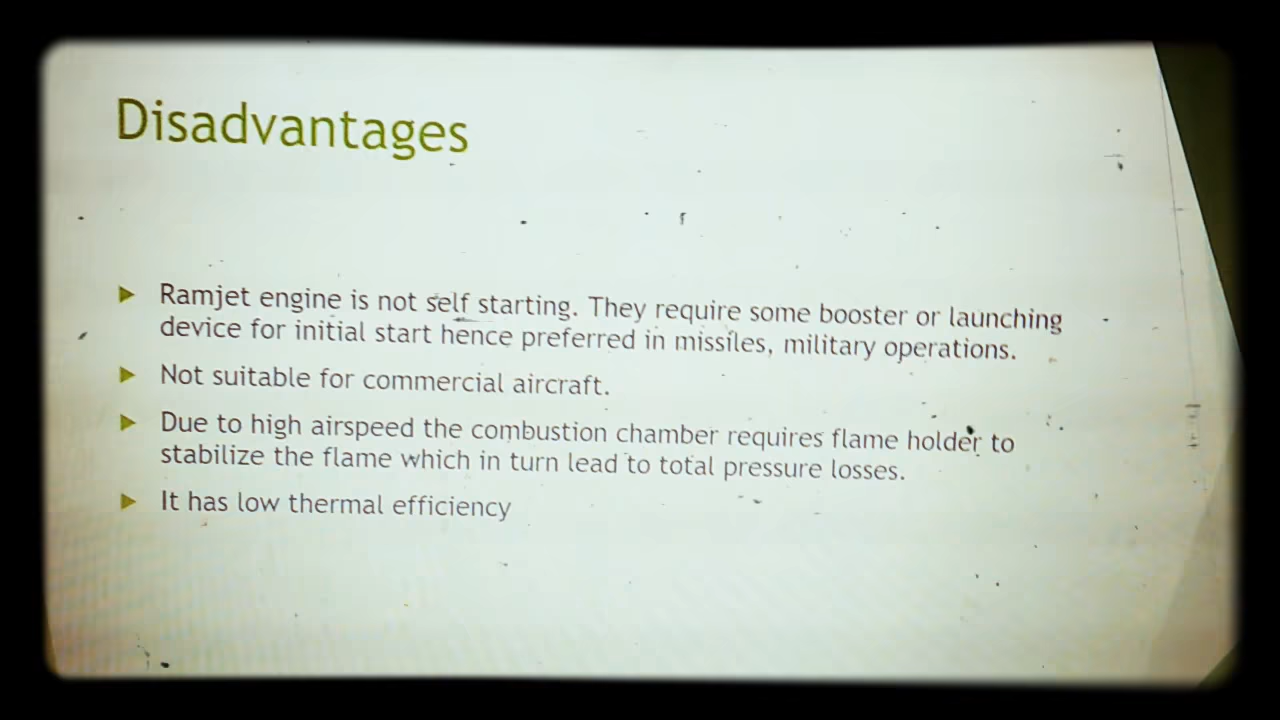 Disadvantages
Ramjet engine is not self starting. They require some booster or launching
device for initial start hence preferred in missiles, military operations.
Not suitable for commercial aircraft.
Due to high airspeed the combustion chamber requires flame holder to
stabilize the flame which in turn lead to total pressure losses.
It has low thermal efficiency